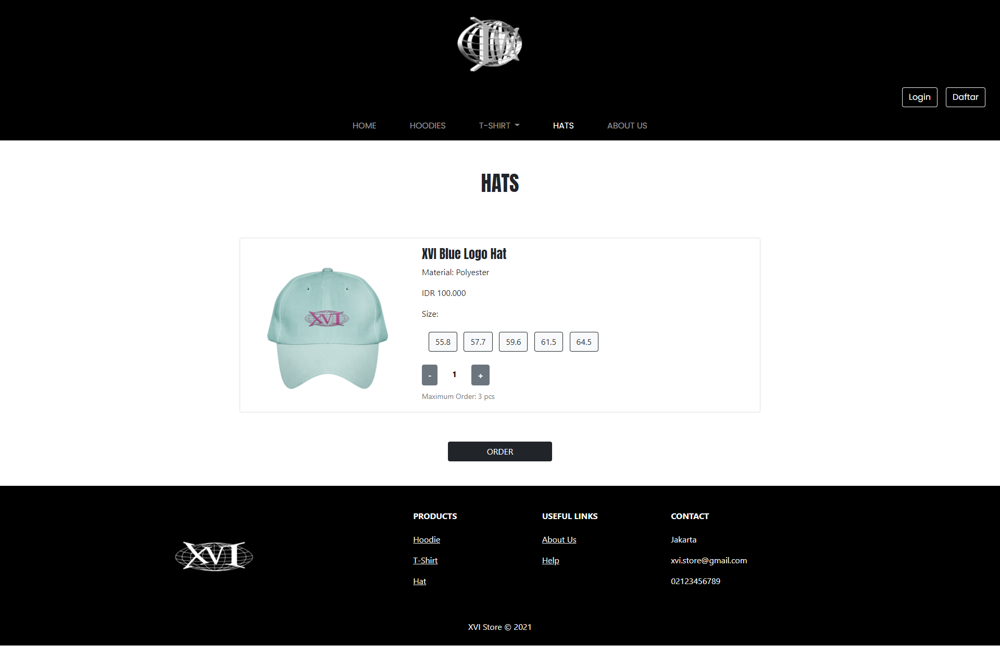 XVI
Login
Daftar
HOME
HOODIES
T-SHIRT
HATS
ABOUT US
HATS
XVI Blue Logo Hat
Material: Polyester
IDR 100.000
Size:
55.8
57.7
59.6
61.5
64.5
XVI
-
1
+
Maximum Order: 3 pcs
ORDER
XVI
PRODUCTS
Hoodie
T-Shirt
Hat
USEFUL LINKS
About Us
Help
CONTACT
Jakarta
xvi.store@gmail.com
02123456789
XVI Store © 2021